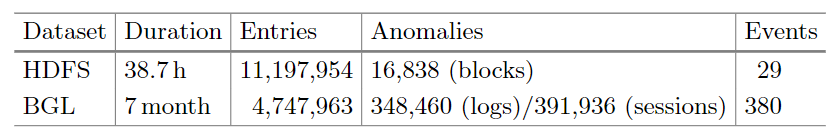 Dataset Duration Entries Anomalies Events
HDFS 38.7 h 11,197,954 16,838 (blocks) 29
BGL 7 month 4,747,963 348,460 (logs)/391,936 (sessions) 380